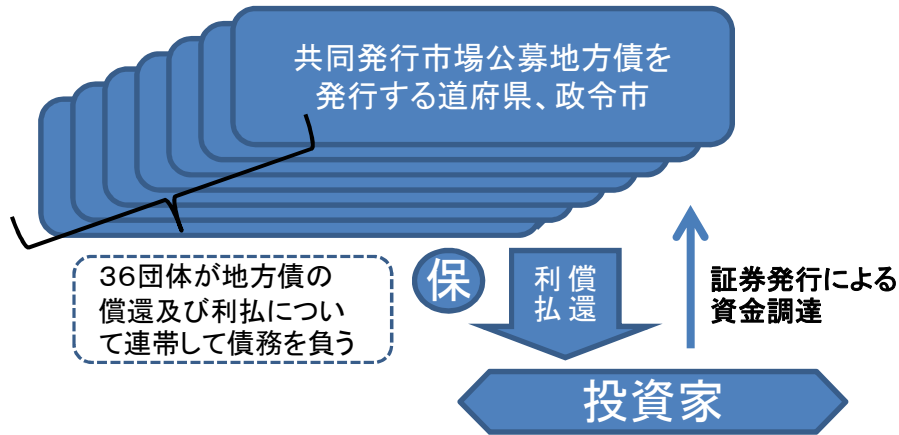 共同発行市場公募地方債を
発行する道府県、政令市
36団体が地方債の
償還及び利払につい
て連帯して債務を負う
保
償還
利払
証券発行による
資金調達
投資家